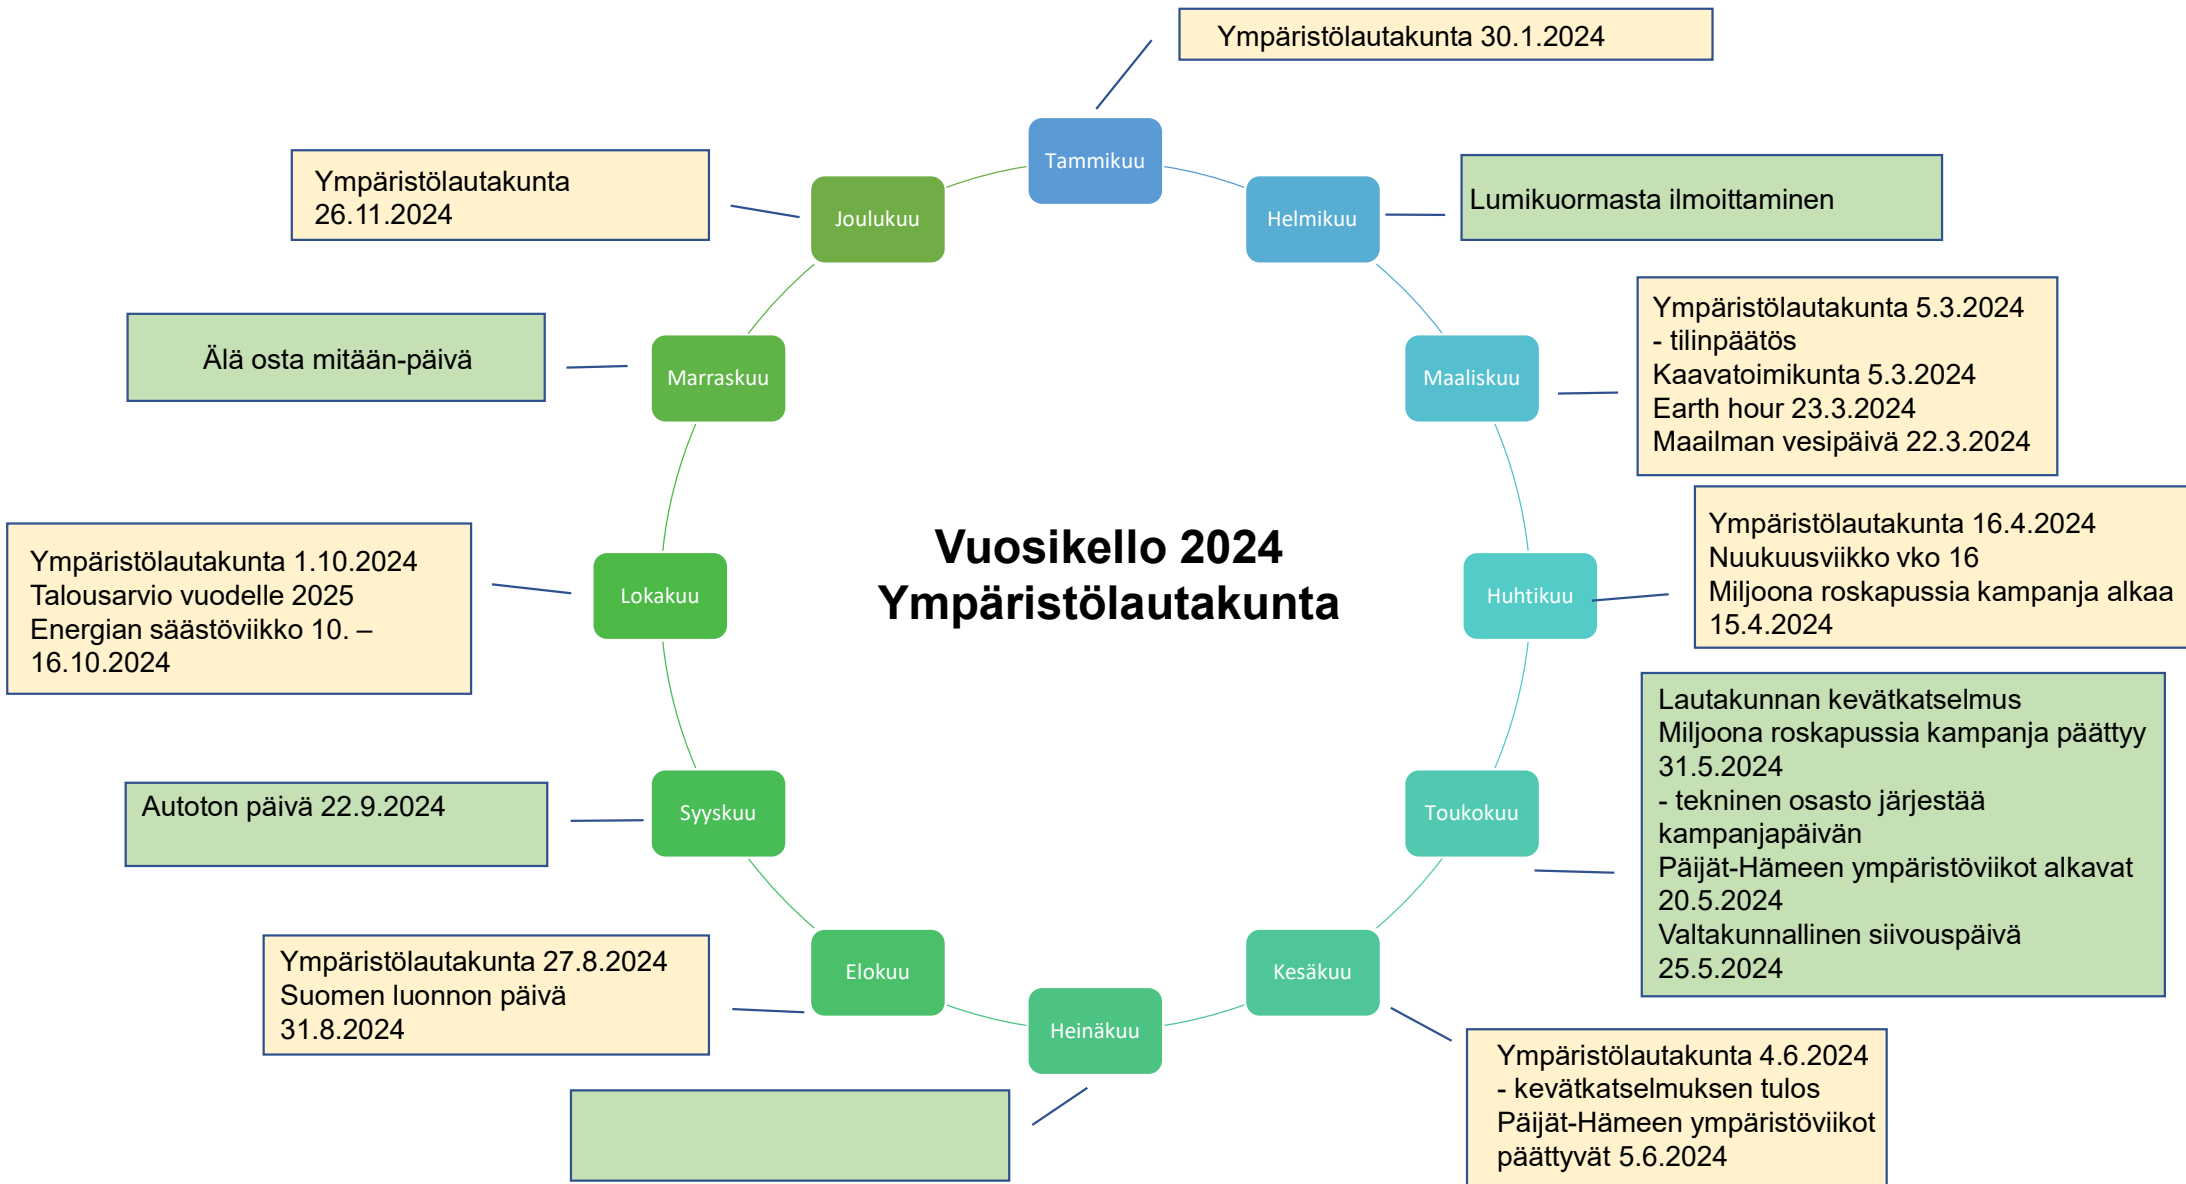 Ympäristölautakunta 30.1.2024
Tammikuu
Helmikuu
Lumikuormasta ilmoittaminen
Maaliskuu
Ympäristölautakunta 5.3.2024
- tilinpäätös
Kaavatoimikunta 5.3.2024
Earth hour 23.3.2024
Maailman vesipäivä 22.3.2024
Huhtikuu
Ympäristölautakunta 16.4.2024
Nuukuusviikko vko 16
Miljoona roskapussia kampanja alkaa
15.4.2024
Toukokuu
Lautakunnan kevätkatselmus
Miljoona roskapussia kampanja päättyy
31.5.2024
- tekninen osasto järjestää
kampanjapäivän
Päijät-Hämeen ympäristöviikot alkavat
20.5.2024
Valtakunnallinen siivouspäivä
25.5.2024
Kesäkuu
Ympäristölautakunta 4.6.2024
- kevätkatselmuksen tulos
Päijät-Hämeen ympäristöviikot
päättyvät 5.6.2024
Heinäkuu
Elokuu
Ympäristölautakunta 27.8.2024
Suomen luonnon päivä
31.8.2024
Syyskuu
Autoton päivä 22.9.2024
Lokakuu
Ympäristölautakunta 1.10.2024
Talousarvio vuodelle 2025
Energian säästöviikko 10. –
16.10.2024
Marraskuu
Älä osta mitään-päivä
Joulukuu
Ympäristölautakunta
26.11.2024
Vuosikello 2024
Ympäristölautakunta